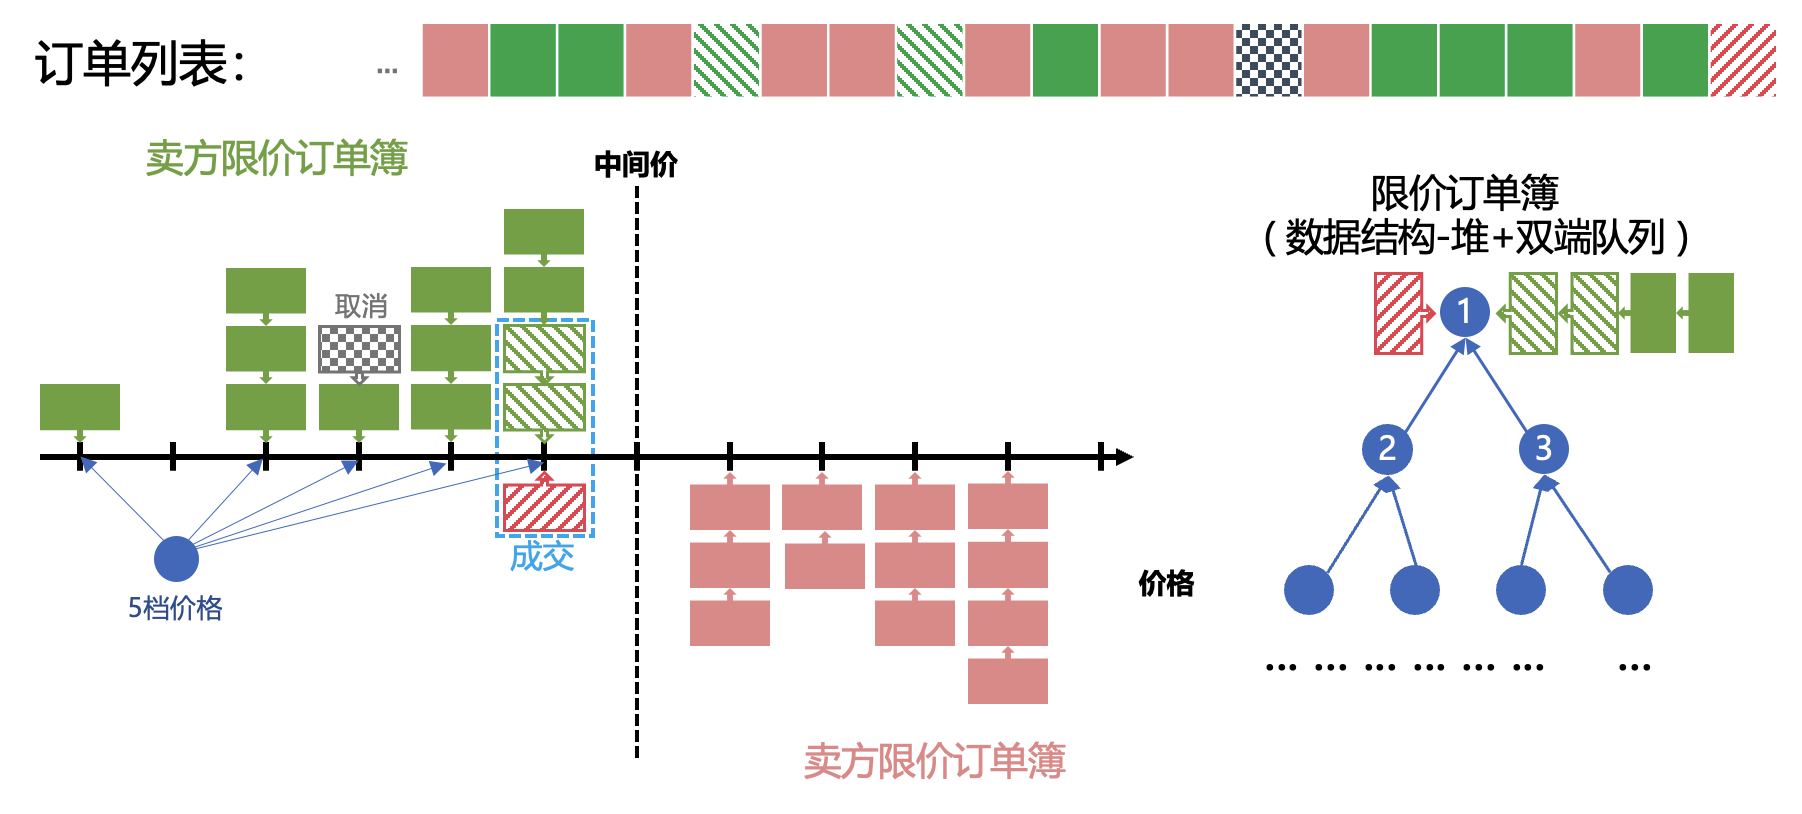 订单列表：
...
卖方限价订单簿
中间价
限价订单簿
（数据结构-堆+双端队列）
取消
1
2
3
成交
5档价格
价格
... ... ... ... ... ... ...
卖方限价订单簿